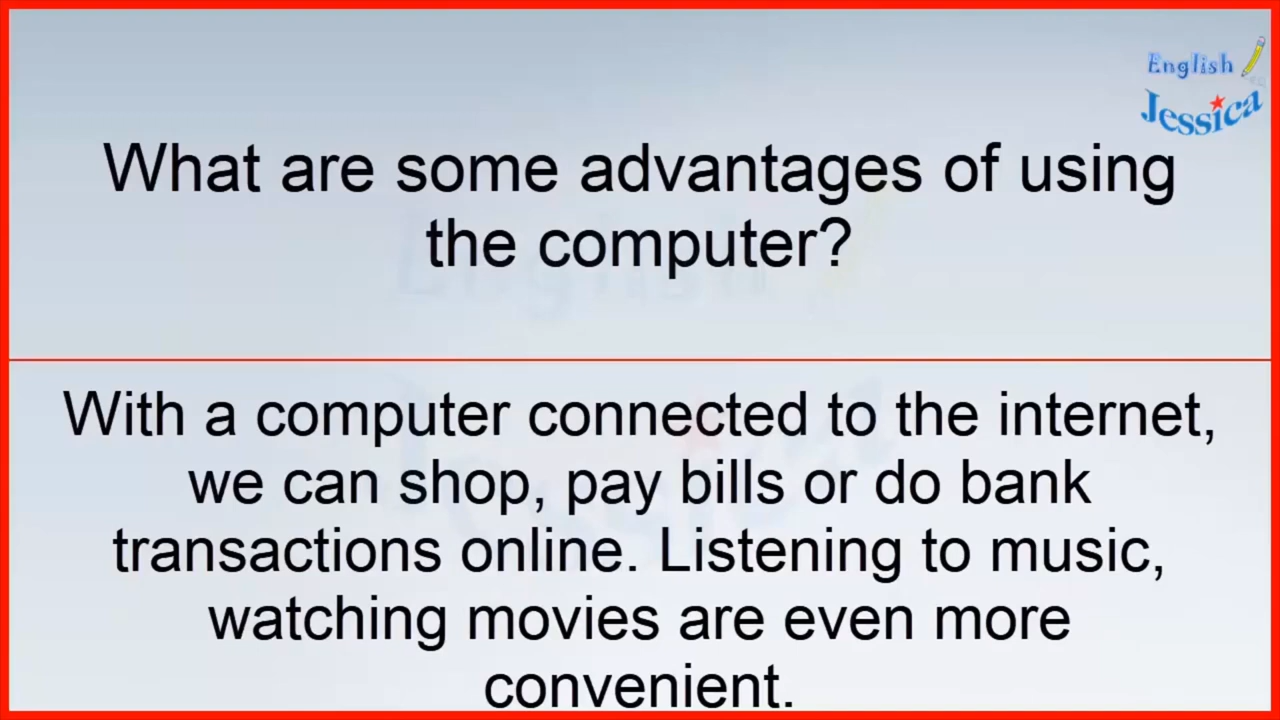 English
Jessica
What are some advantages of using
the computer?
With a computer connected to the internet,
we can shop, pay bills or do bank
transactions online. Listening to music,
watching movies are even more
convenient.